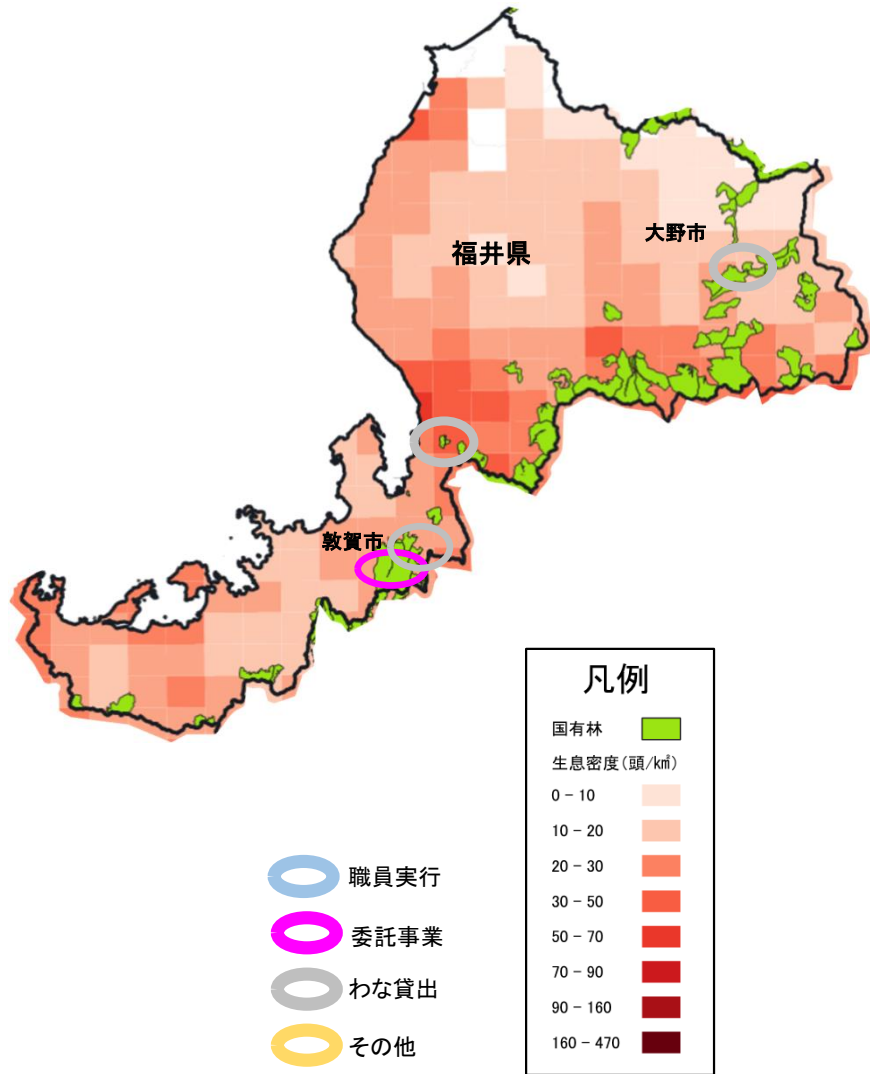 大野市
福井県
敦賀市
凡例
国有林
生息密度(頭/㎢)
0 - 10
10 - 20
20 - 30
30 - 50
50 - 70
70 - 90
90 - 160
160 - 470
職員実行
委託事業
わな貸出
その他